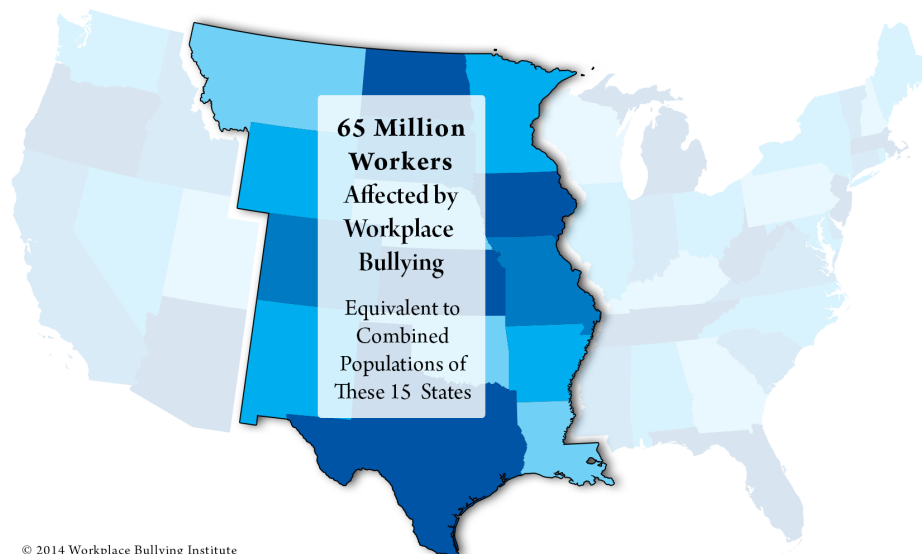 65 Million
Workers
Affected by
Workplace
Bullying
Equivalent to
Combined
Populations of
These 15 States
© 2014 Workplace Bullying Institute